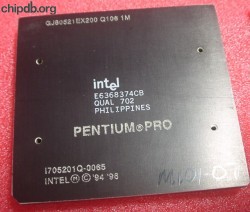 chipdb.org
GJ80521EX200 Q108 1M
intel
E6368374CB
QUAL 702
PHILIPPINES
PENTIUM® PRO
I705201Q-0065
INTEL Ⓜ © '94 '96